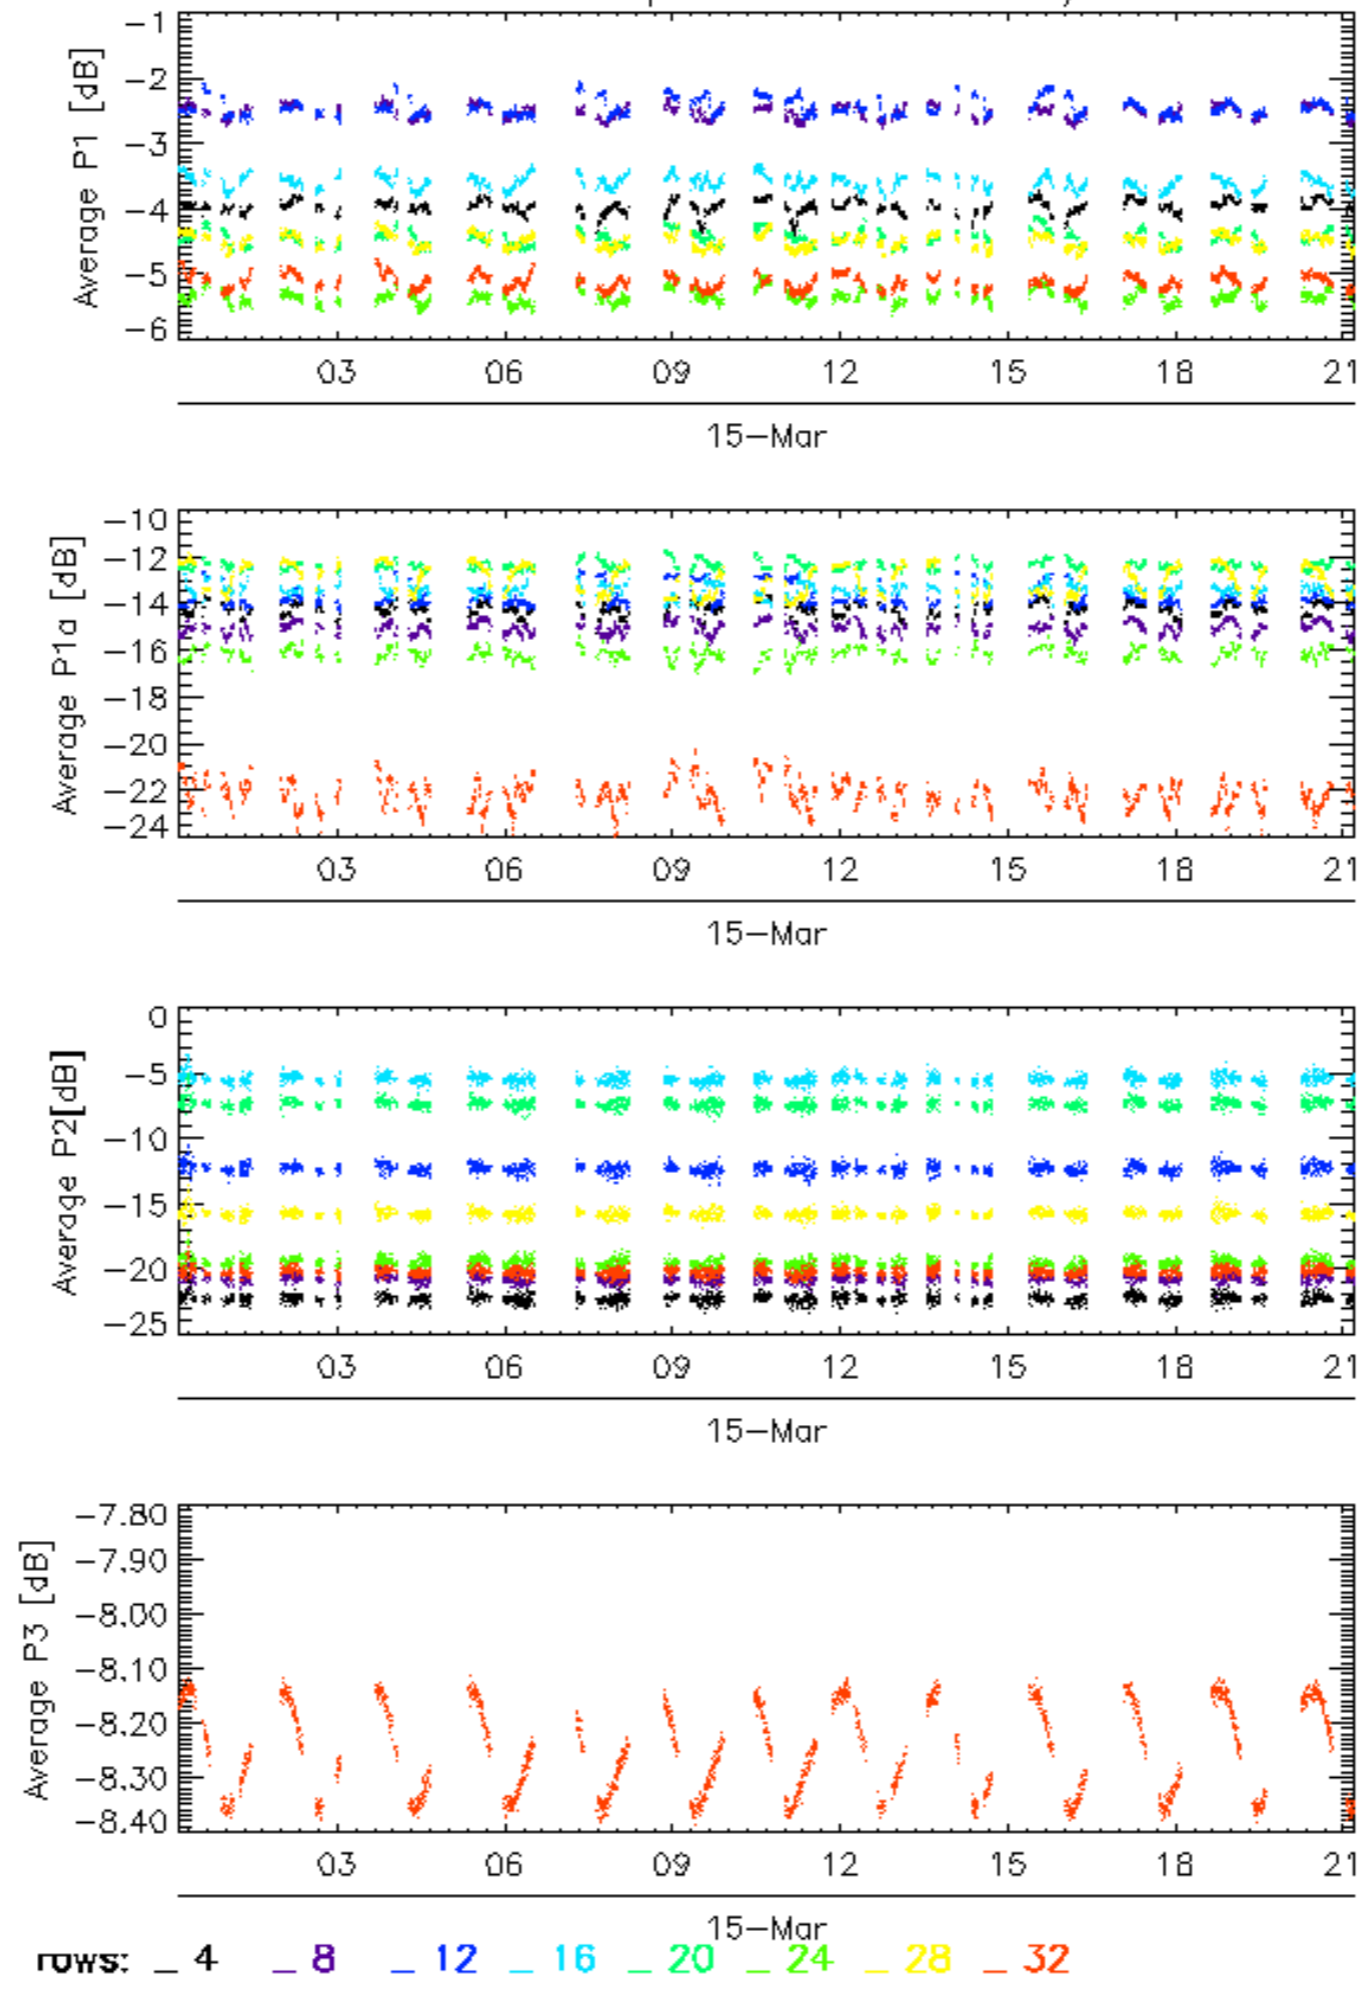 Average P1 [dB]
-1
-2
-3
-4
-5
-6
03 06 09 12 15 18 21
15-Mar
Average P1a [dB]
-10
-12
-14
-16
-18
-20
-22
-24
03 06 09 12 15 18 21
15-Mar
Average P2[dB]
0
-5
-10
-15
-20
-25
03 06 09 12 15 18 21
15-Mar
Average P3 [dB]
-7.80
-7.90
-8.00
-8.10
-8.20
-8.30
-8.40
03 06 09 12 15 18 21
15-Mar
rows: _ 4 _ 8 _ 12 _ 16 _ 20 _ 24 _ 28 _ 32